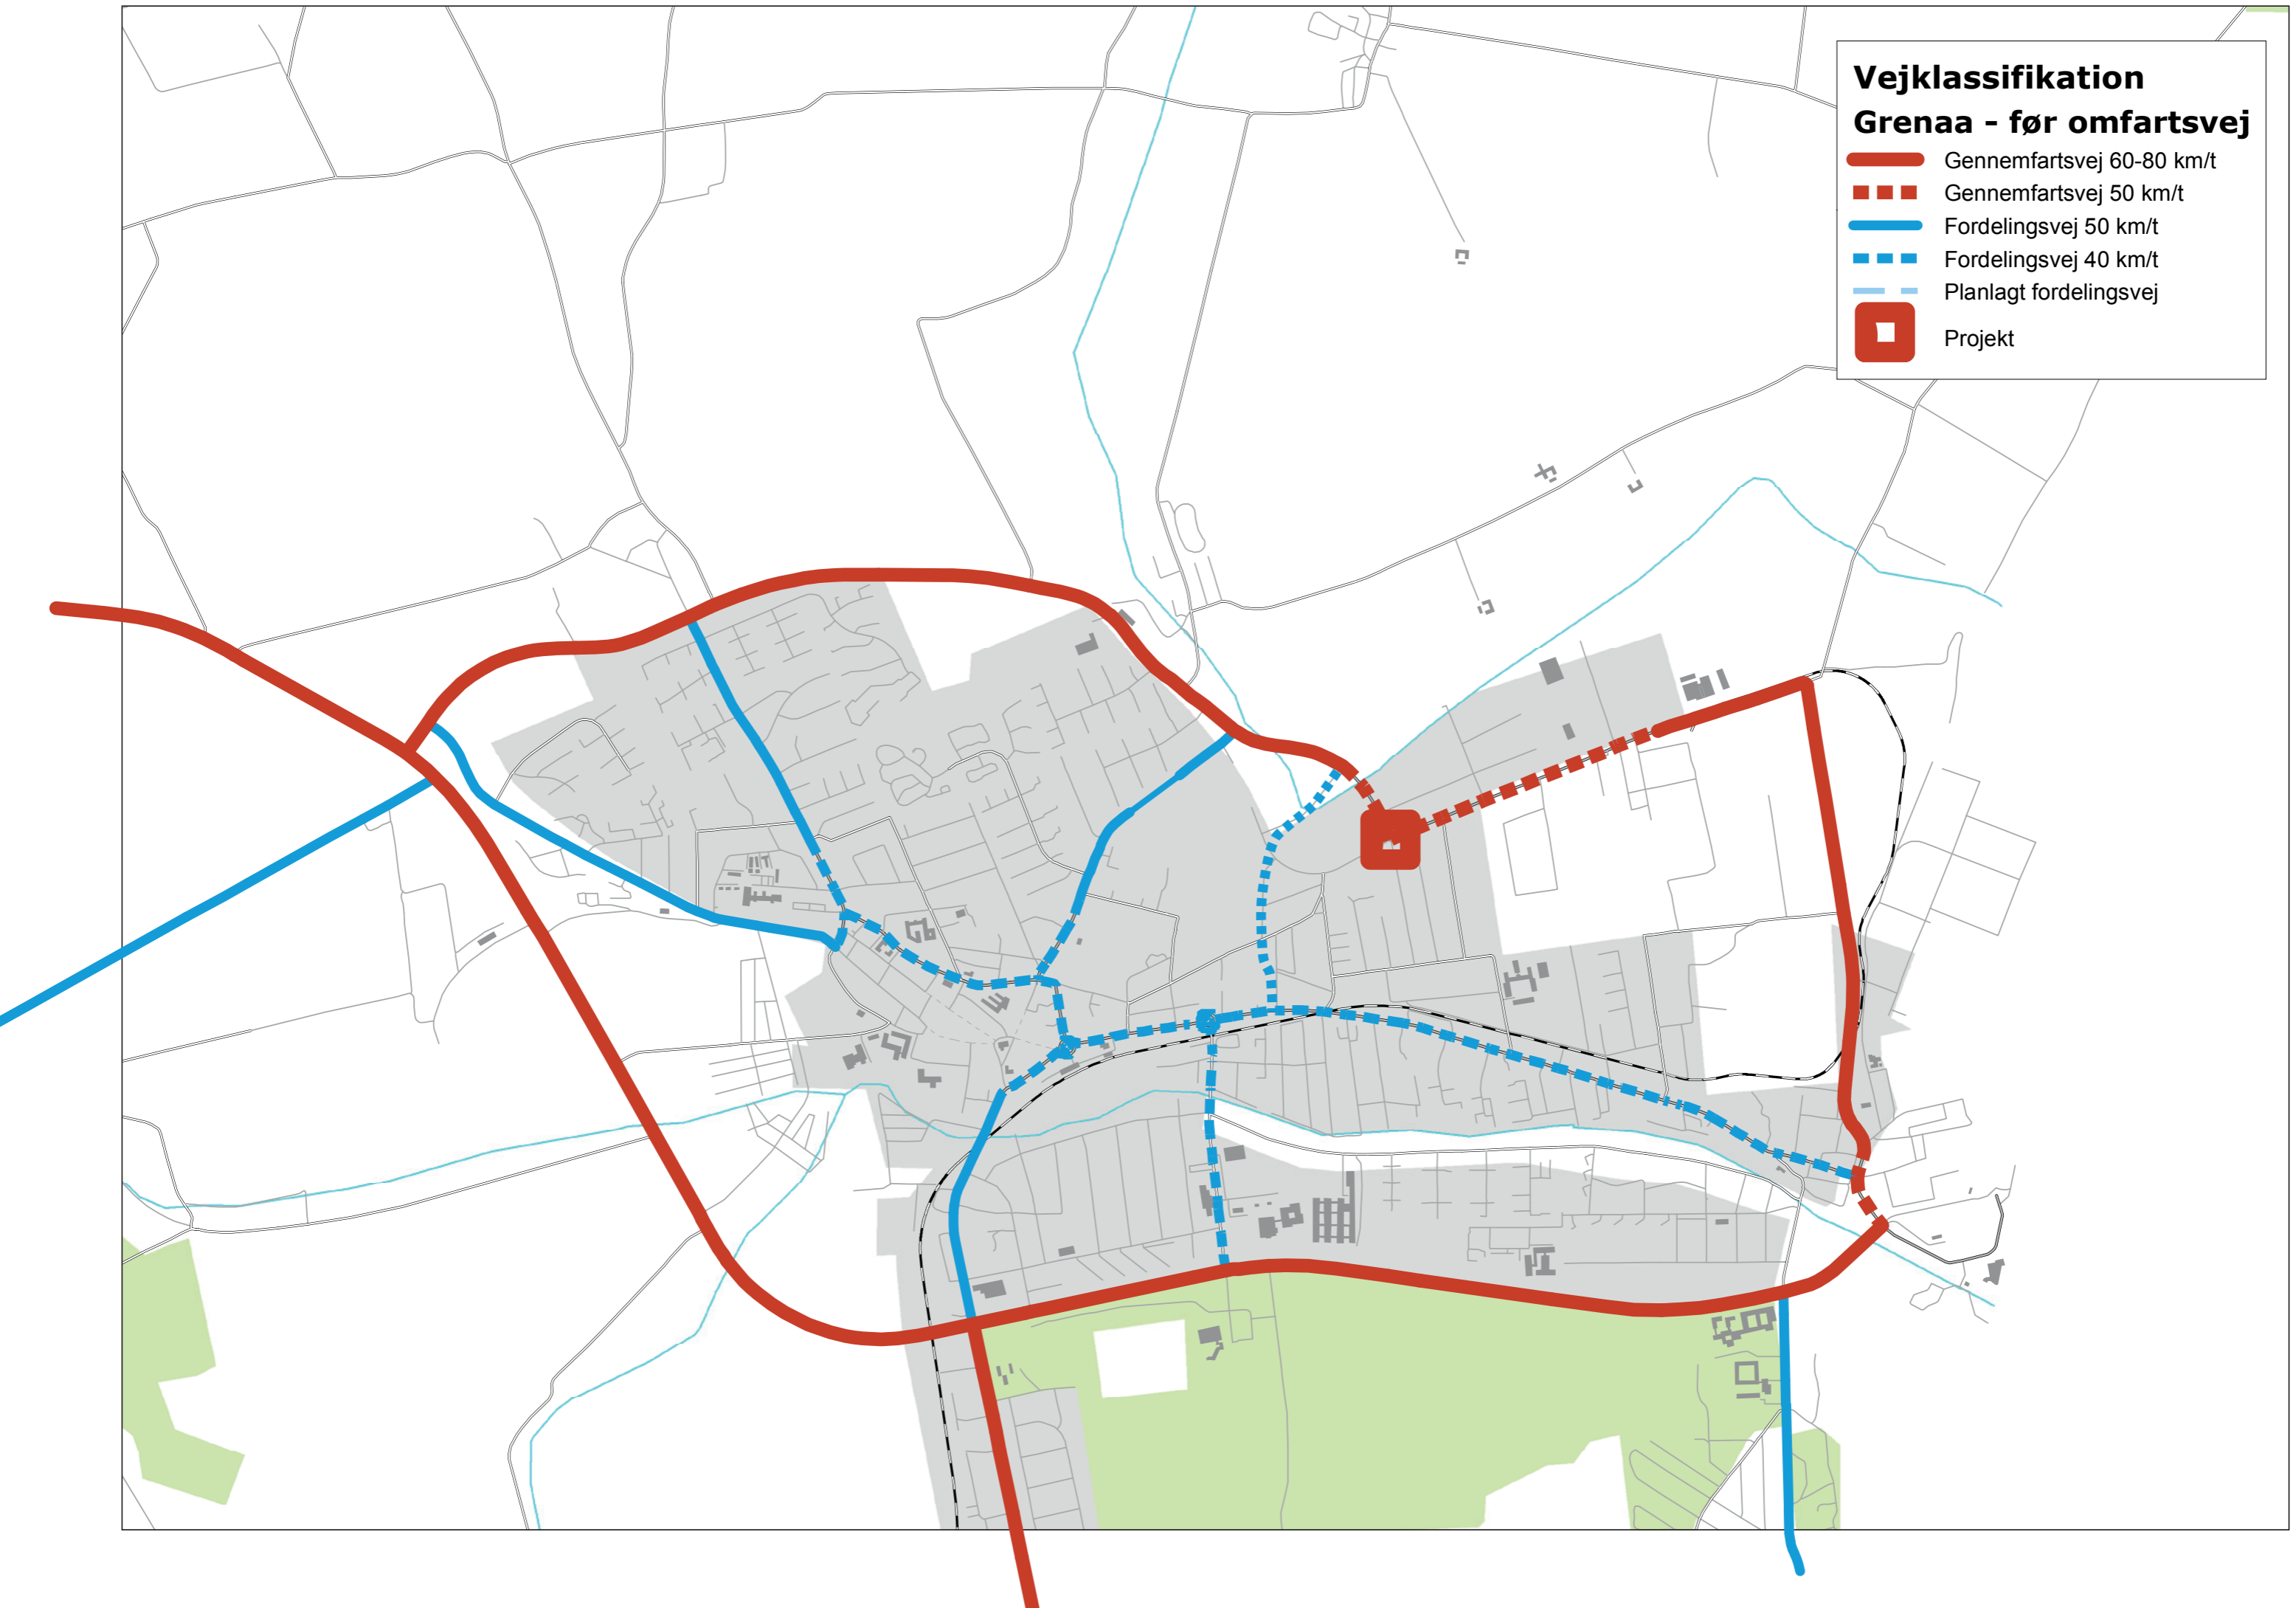 Vejklassifikation
Grenaa - før omfartsvej
Gennemfartsvej 60-80 km/t
Gennemfartsvej 50 km/t
Fordelingsvej 50 km/t
Fordelingsvej 40 km/t
Planlagt fordelingsvej
Projekt